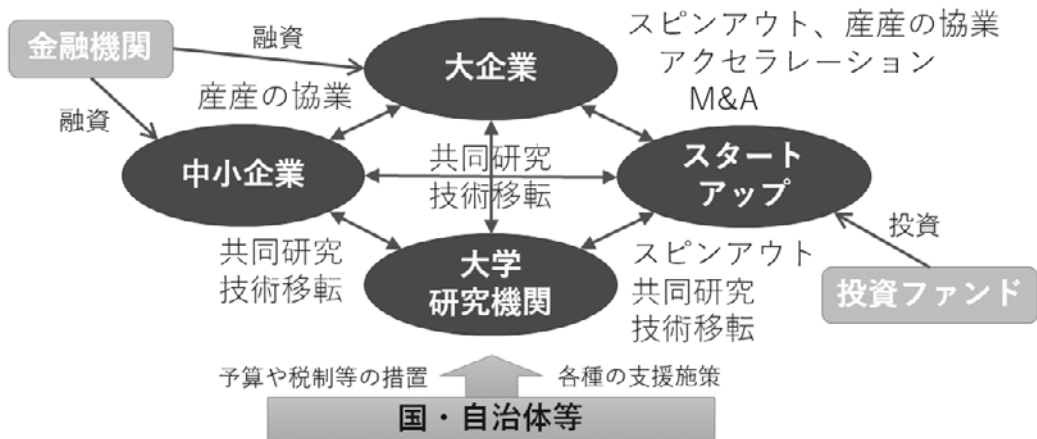 金融機関
融資
大企業
スピンアウト、産産の協業
アクセラレーション
M&A
産産の協業
融資
中小企業
共同研究
技術移転
スタート
アップ
共同研究
技術移転
大学
研究機関
スピンアウト
共同研究
技術移転
投資
投資ファンド
予算や税制等の措置
各種の支援施策
国・自治体等